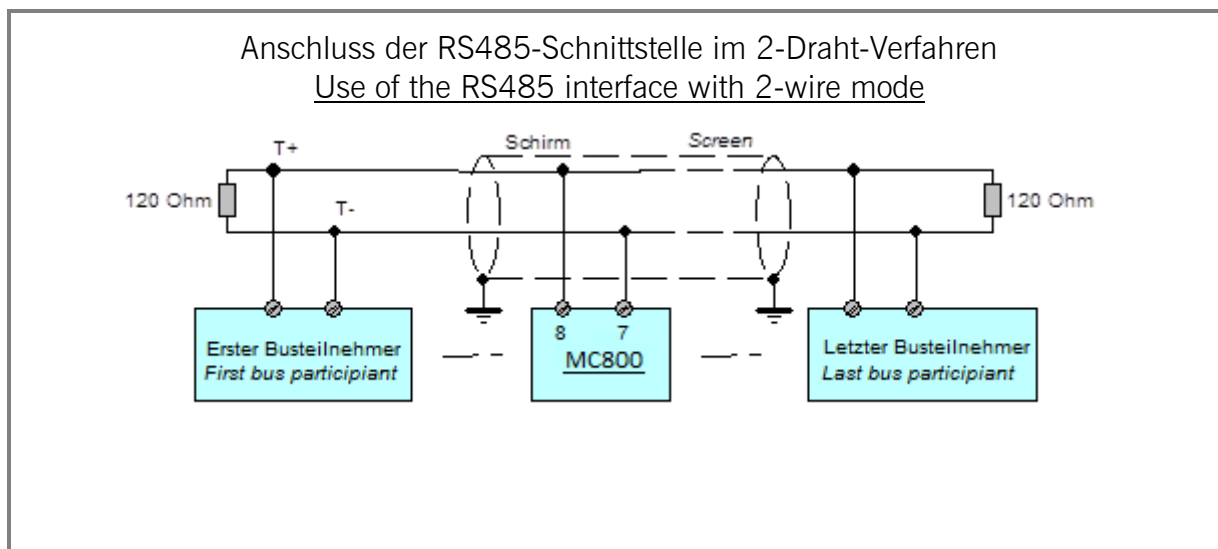 Anschluss der RS485-Schnittstelle im 2-Draht-Verfahren
Use of the RS485 interface with 2-wire mode
T+
Schirm
Screen
120 Ohm
T-
120 Ohm
Erster Busteilnehmer
First bus participiant
8
7
MC800
Letzter Busteilnehmer
Last bus participiant